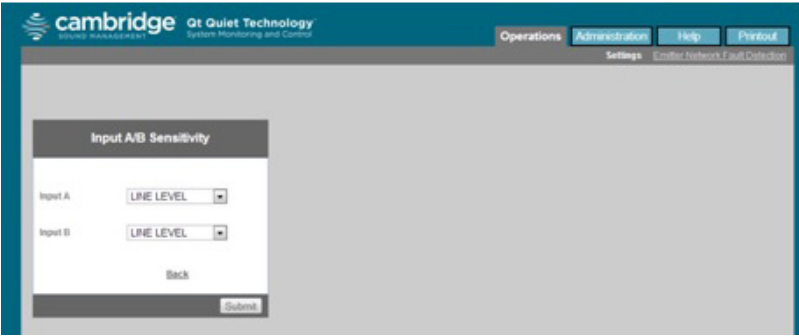 cambridge Qt Quiet Technology
SOUND MANAGEMENT System Monitoring and Control
Operations Administration Help Printout
Settings Emitter Network Fault Detection
Input A/B Sensitivity
Input A LINE LEVEL
Input B LINE LEVEL
Back
Submit